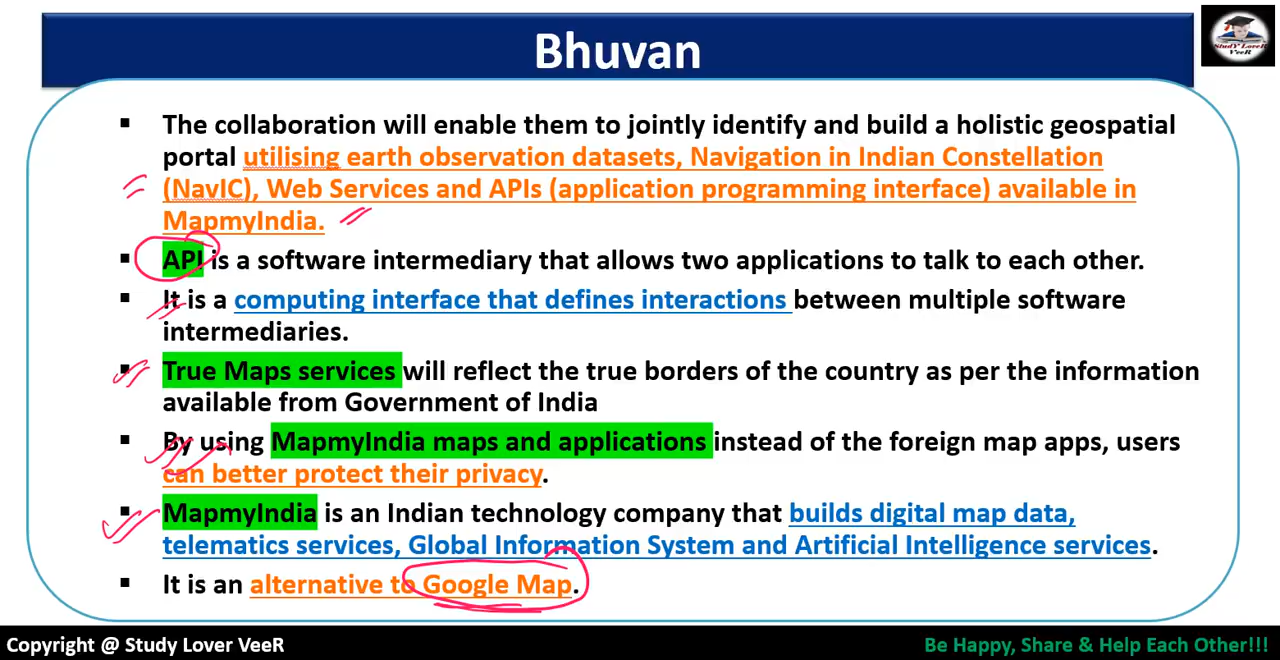 Bhuvan
StudY LoveR
VeeR
▪ The collaboration will enable them to jointly identify and build a holistic geospatial
portal utilising earth observation datasets, Navigation in Indian Constellation
(NavIC), Web Services and APIs (application programming interface) available in
MapmyIndia.
▪ API is a software intermediary that allows two applications to talk to each other.
▪ It is a computing interface that defines interactions between multiple software
intermediaries.
▪ True Maps services will reflect the true borders of the country as per the information
available from Government of India
▪ By using MapmyIndia maps and applications instead of the foreign map apps, users
can better protect their privacy.
▪ MapmyIndia is an Indian technology company that builds digital map data,
telematics services, Global Information System and Artificial Intelligence services.
▪ It is an alternative to Google Map.
Copyright @ Study Lover VeeR
Be Happy, Share & Help Each Other!!!